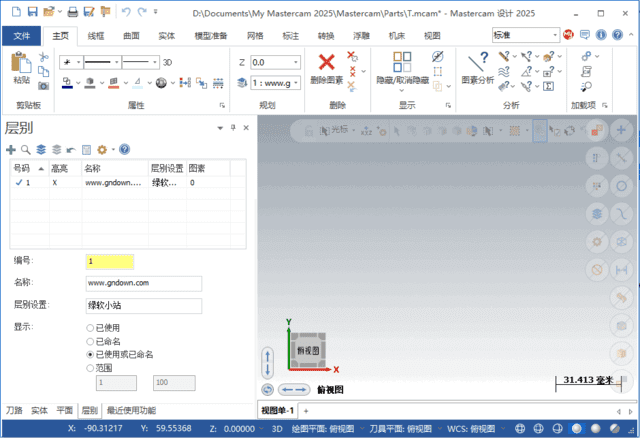 D:\Documents\My Mastercam 2025\Mastercam\Parts\T.mcam* - Mastercam 设计 2025
文件 主页 线框 曲面 实体 模型准备 网格 标注 转换 浮雕 机床 视图 标准
粘贴 3D Z 0.0 删除图素 隐藏/取消隐藏 图素分析
1 : www.g
剪贴板 属性 规划 删除 显示 分析 加载项
层别
光标
号码 高亮 名称 层别设置 图素
1 X www.gndown.... 绿软... 0
编号: 1
名称: www.gndown.com
层别设置: 绿软小站
显示: 已使用
已命名
已使用或已命名
范围
1 100
Y
俯视图
X
俯视图
31.413 毫米
刀路 实体 平面 层别 最近使用功能 视图单-1 +
X: -90.31217 Y: 59.55368 Z: 0.00000 3D 绘图平面: 俯视图 刀具平面: 俯视图 WCS: 俯视图